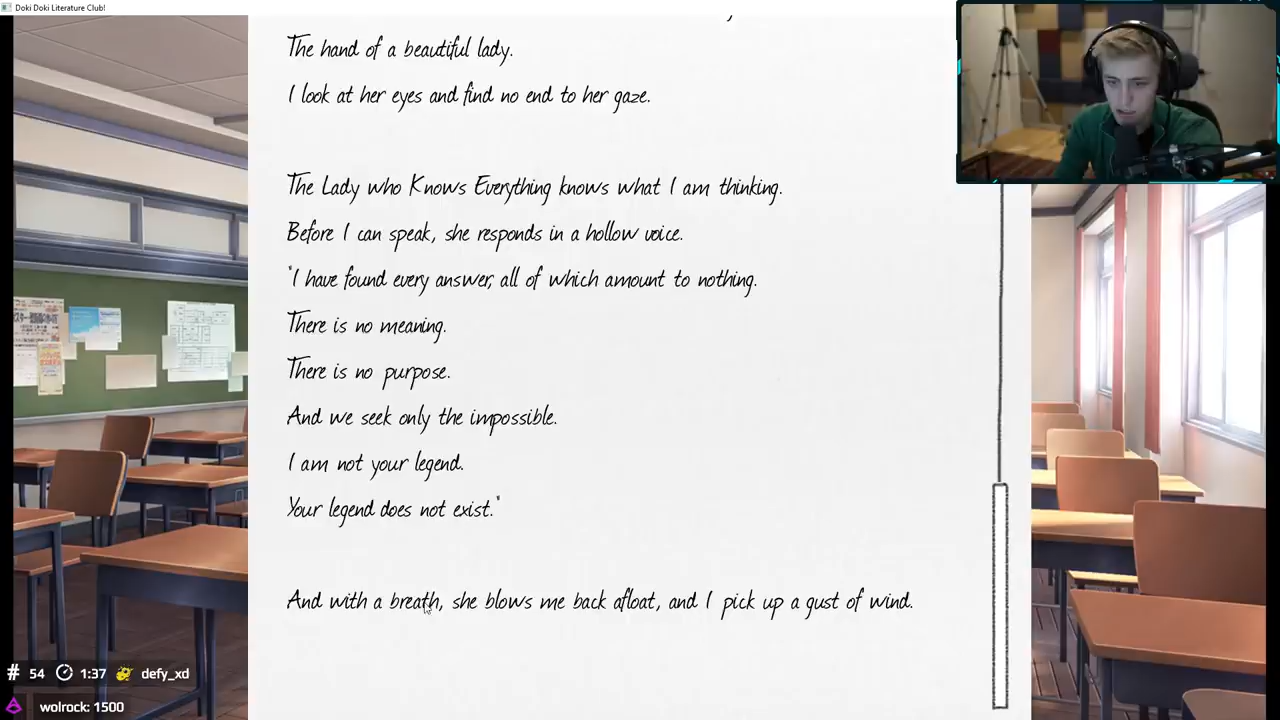 Doki Doki Literature Club!
The hand of a beautiful lady.
I look at her eyes and find no end to her gaze.
The Lady who Knows Everything knows what I am thinking.
Before I can speak, she responds in a hollow voice.
"I have found every answer, all of which amount to nothing.
There is no meaning.
There is no purpose.
And we seek only the impossible.
I am not your legend.
Your legend does not exist."
And with a breath, she blows me back afloat, and I pick up a gust of wind.
# 54 1:37 defy_xd
wolrock: 1500